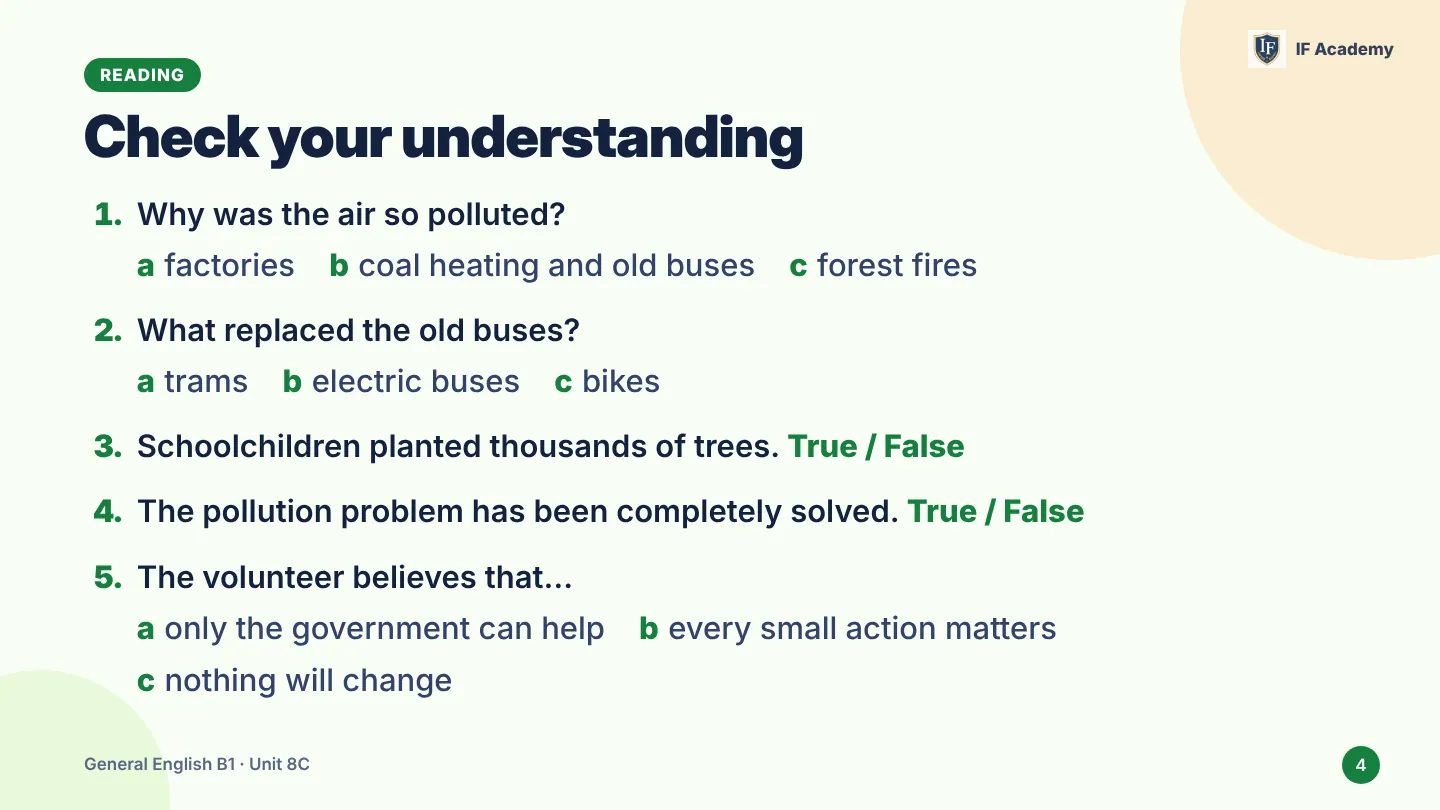 IF
IF Academy
READING
Check your understanding
1. Why was the air so polluted?
a factories b coal heating and old buses c forest fires
2. What replaced the old buses?
a trams b electric buses c bikes
3. Schoolchildren planted thousands of trees. True / False
4. The pollution problem has been completely solved. True / False
5. The volunteer believes that...
a only the government can help b every small action matters
c nothing will change
General English B1 · Unit 8C
4